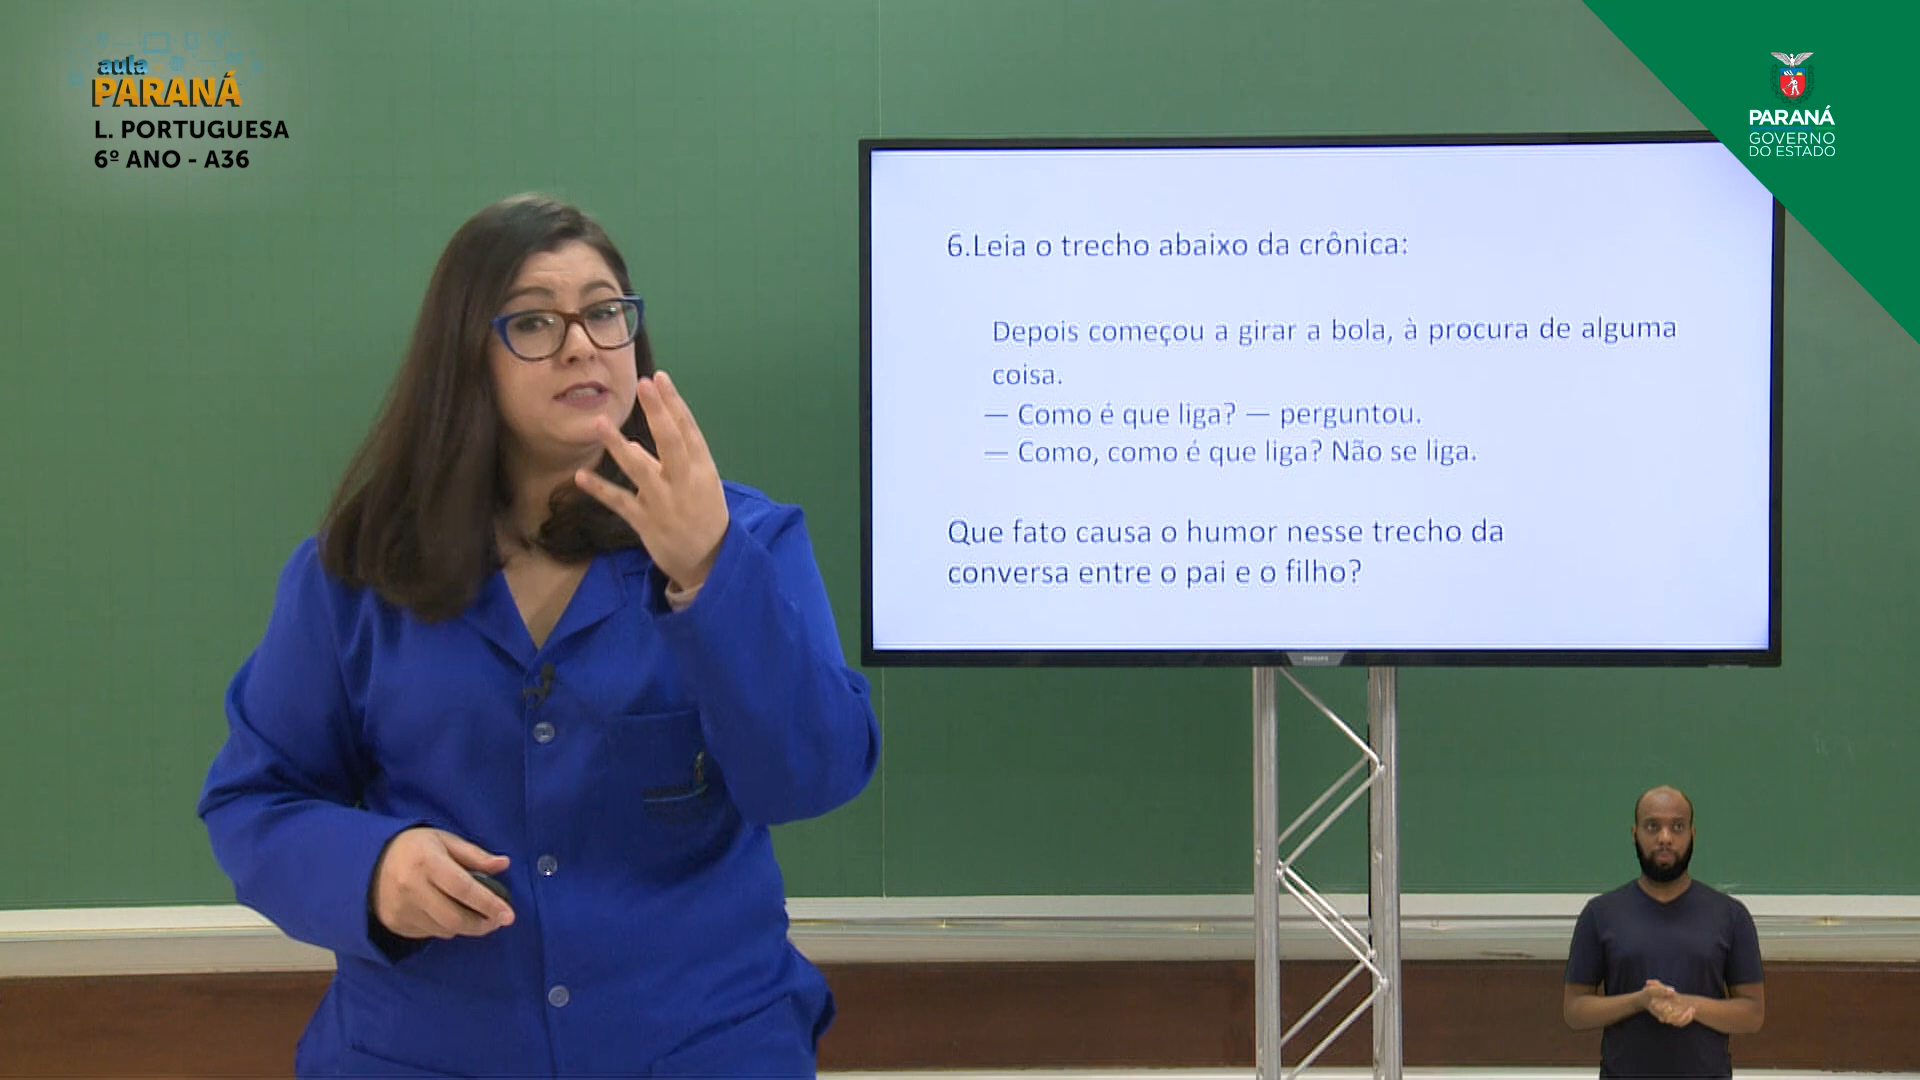 aula
PARANÁ
L. PORTUGUESA
6º ANO - A36
PARANÁ
GOVERNO
DO ESTADO
6.Leia o trecho abaixo da crônica:
Depois começou a girar a bola, à procura de alguma
coisa.
— Como é que liga? — perguntou.
— Como, como é que liga? Não se liga.
Que fato causa o humor nesse trecho da
conversa entre o pai e o filho?
PHILIPS